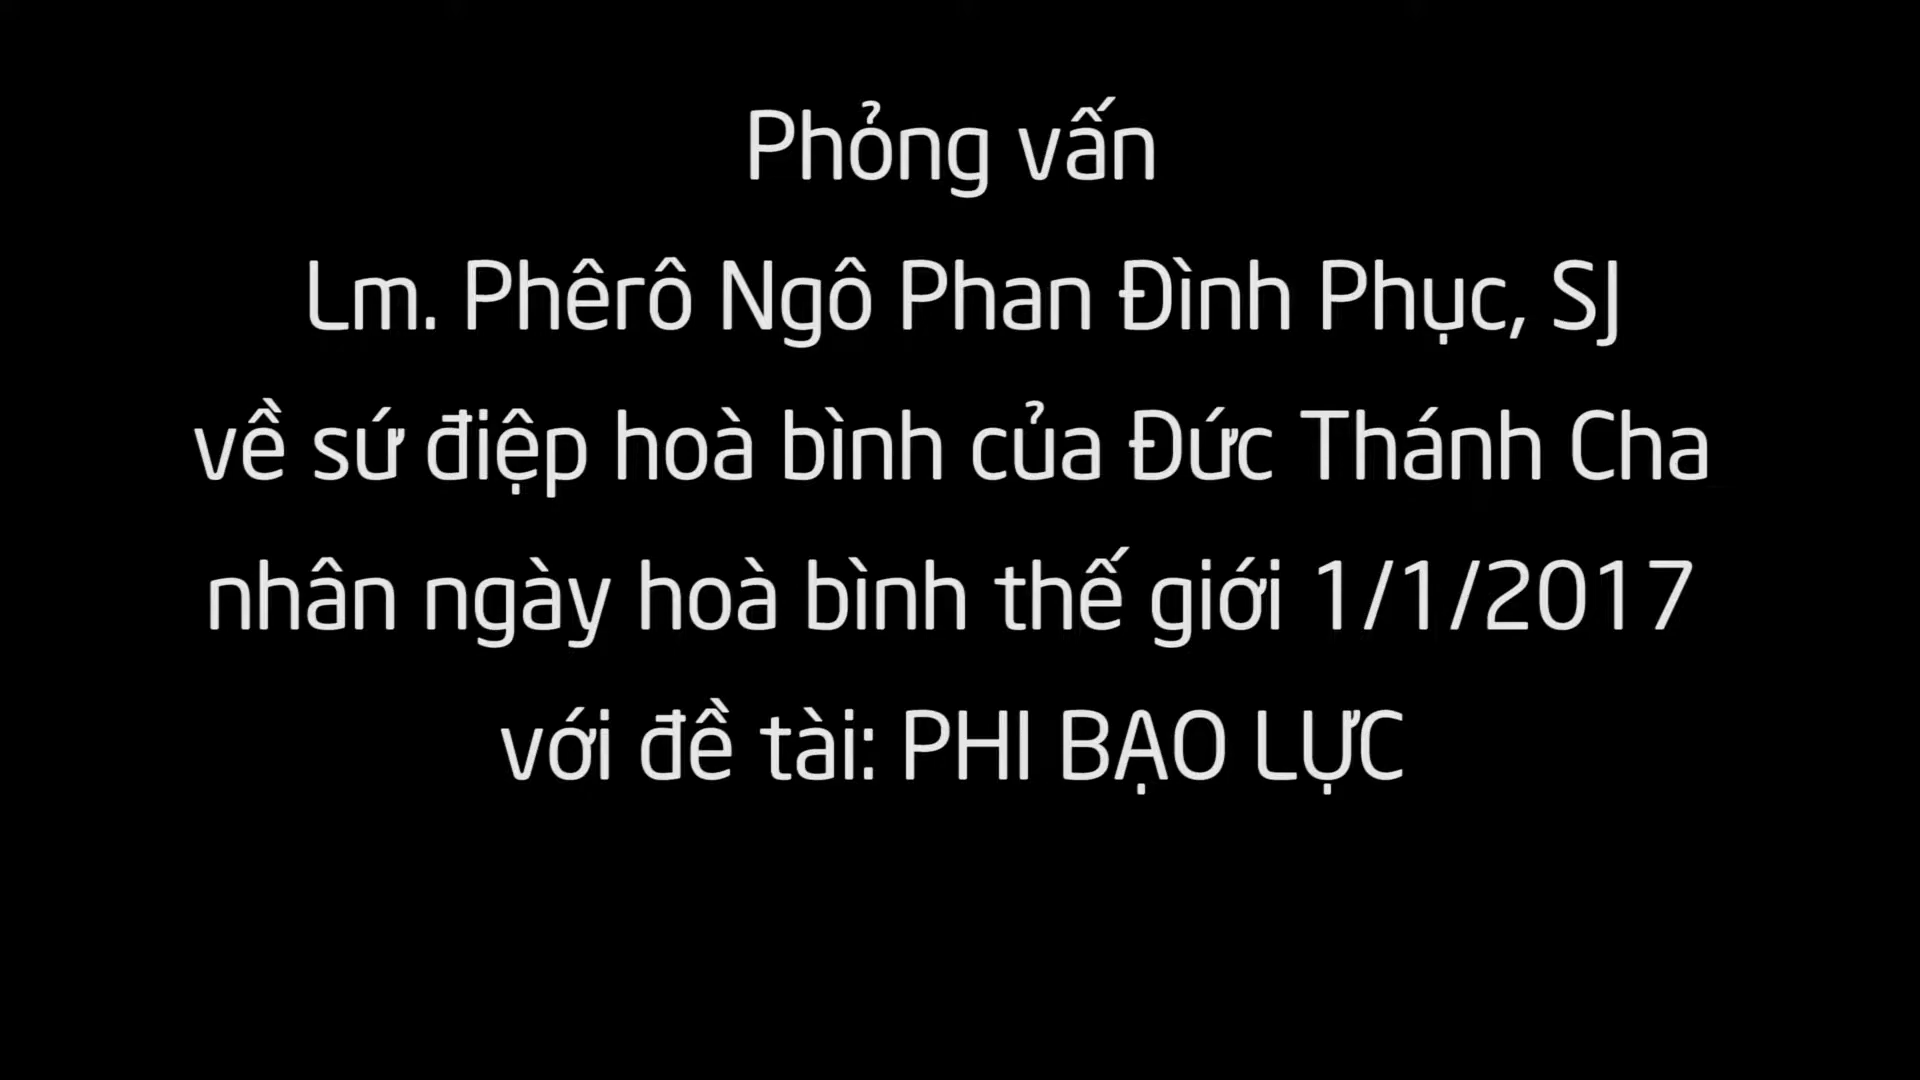 Phỏng vấn
Lm. Phêrô Ngô Phan Đình Phục, SJ
về sứ điệp hoà bình của Đức Thánh Cha
nhân ngày hoà bình thế giới 1/1/2017
với đề tài: PHI BẠO LỰC